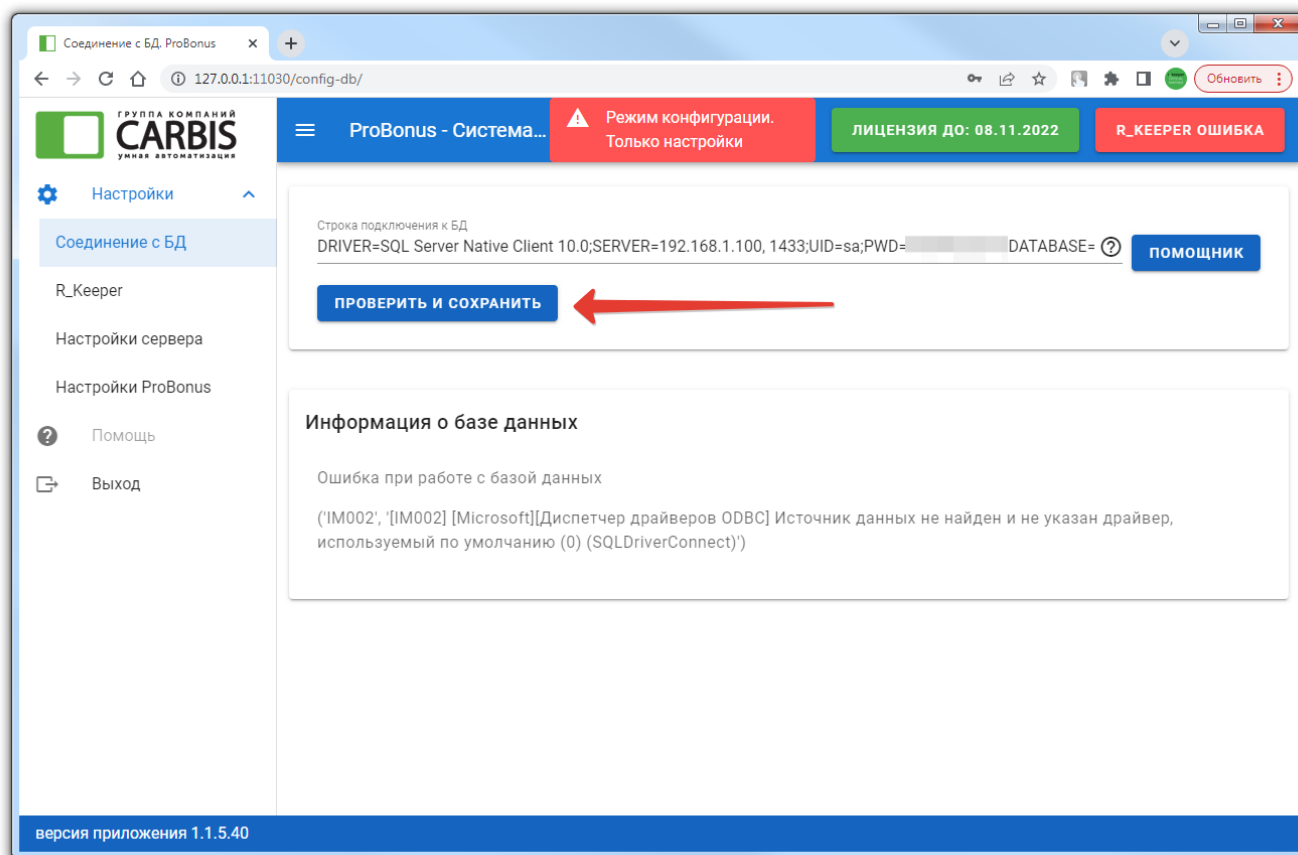 Соединение с БД. ProBonus
127.0.0.1:11030/config-db/
Обновить
ГРУППА КОМПАНИЙ
CARBIS
умная автоматизация
ProBonus - Система...
Режим конфигурации.
Только настройки
ЛИЦЕНЗИЯ ДО: 08.11.2022
R_KEEPER ОШИБКА
Настройки
Соединение с БД
R_Keeper
Настройки сервера
Настройки ProBonus
Помощь
Выход
Строка подключения к БД
DRIVER=SQL Server Native Client 10.0;SERVER=192.168.1.100, 1433;UID=sa;PWD= DATABASE=
ПОМОЩНИК
ПРОВЕРИТЬ И СОХРАНИТЬ
Информация о базе данных
Ошибка при работе с базой данных
('IM002', '[IM002] [Microsoft][Диспетчер драйверов ODBC] Источник данных не найден и не указан драйвер,
используемый по умолчанию (0) (SQLDriverConnect)')
версия приложения 1.1.5.40